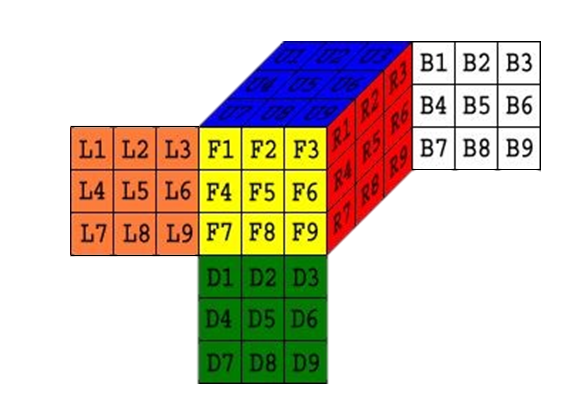 U1 U2 U3
U4 U5 U6
U7 U8 U9
L1 L2 L3
L4 L5 L6
L7 L8 L9
F1 F2 F3
F4 F5 F6
F7 F8 F9
R1 R2 R3
R4 R5 R6
R7 R8 R9
B1 B2 B3
B4 B5 B6
B7 B8 B9
D1 D2 D3
D4 D5 D6
D7 D8 D9